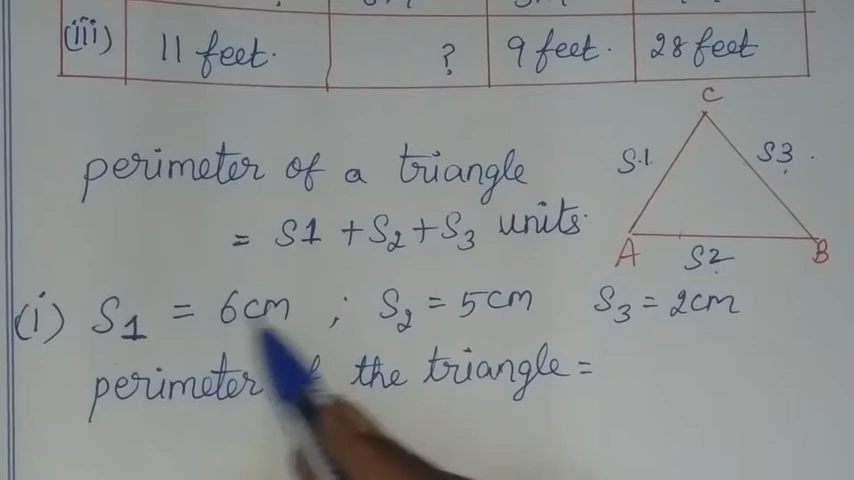 (iii) 11 feet. ? 9 feet. 28 feet
C
perimeter of a triangle S.1. S3
= S1 + S2 + S3 units.
A S2 B
(i) S1 = 6cm ; S2 = 5cm S3 = 2cm
perimeter the triangle =